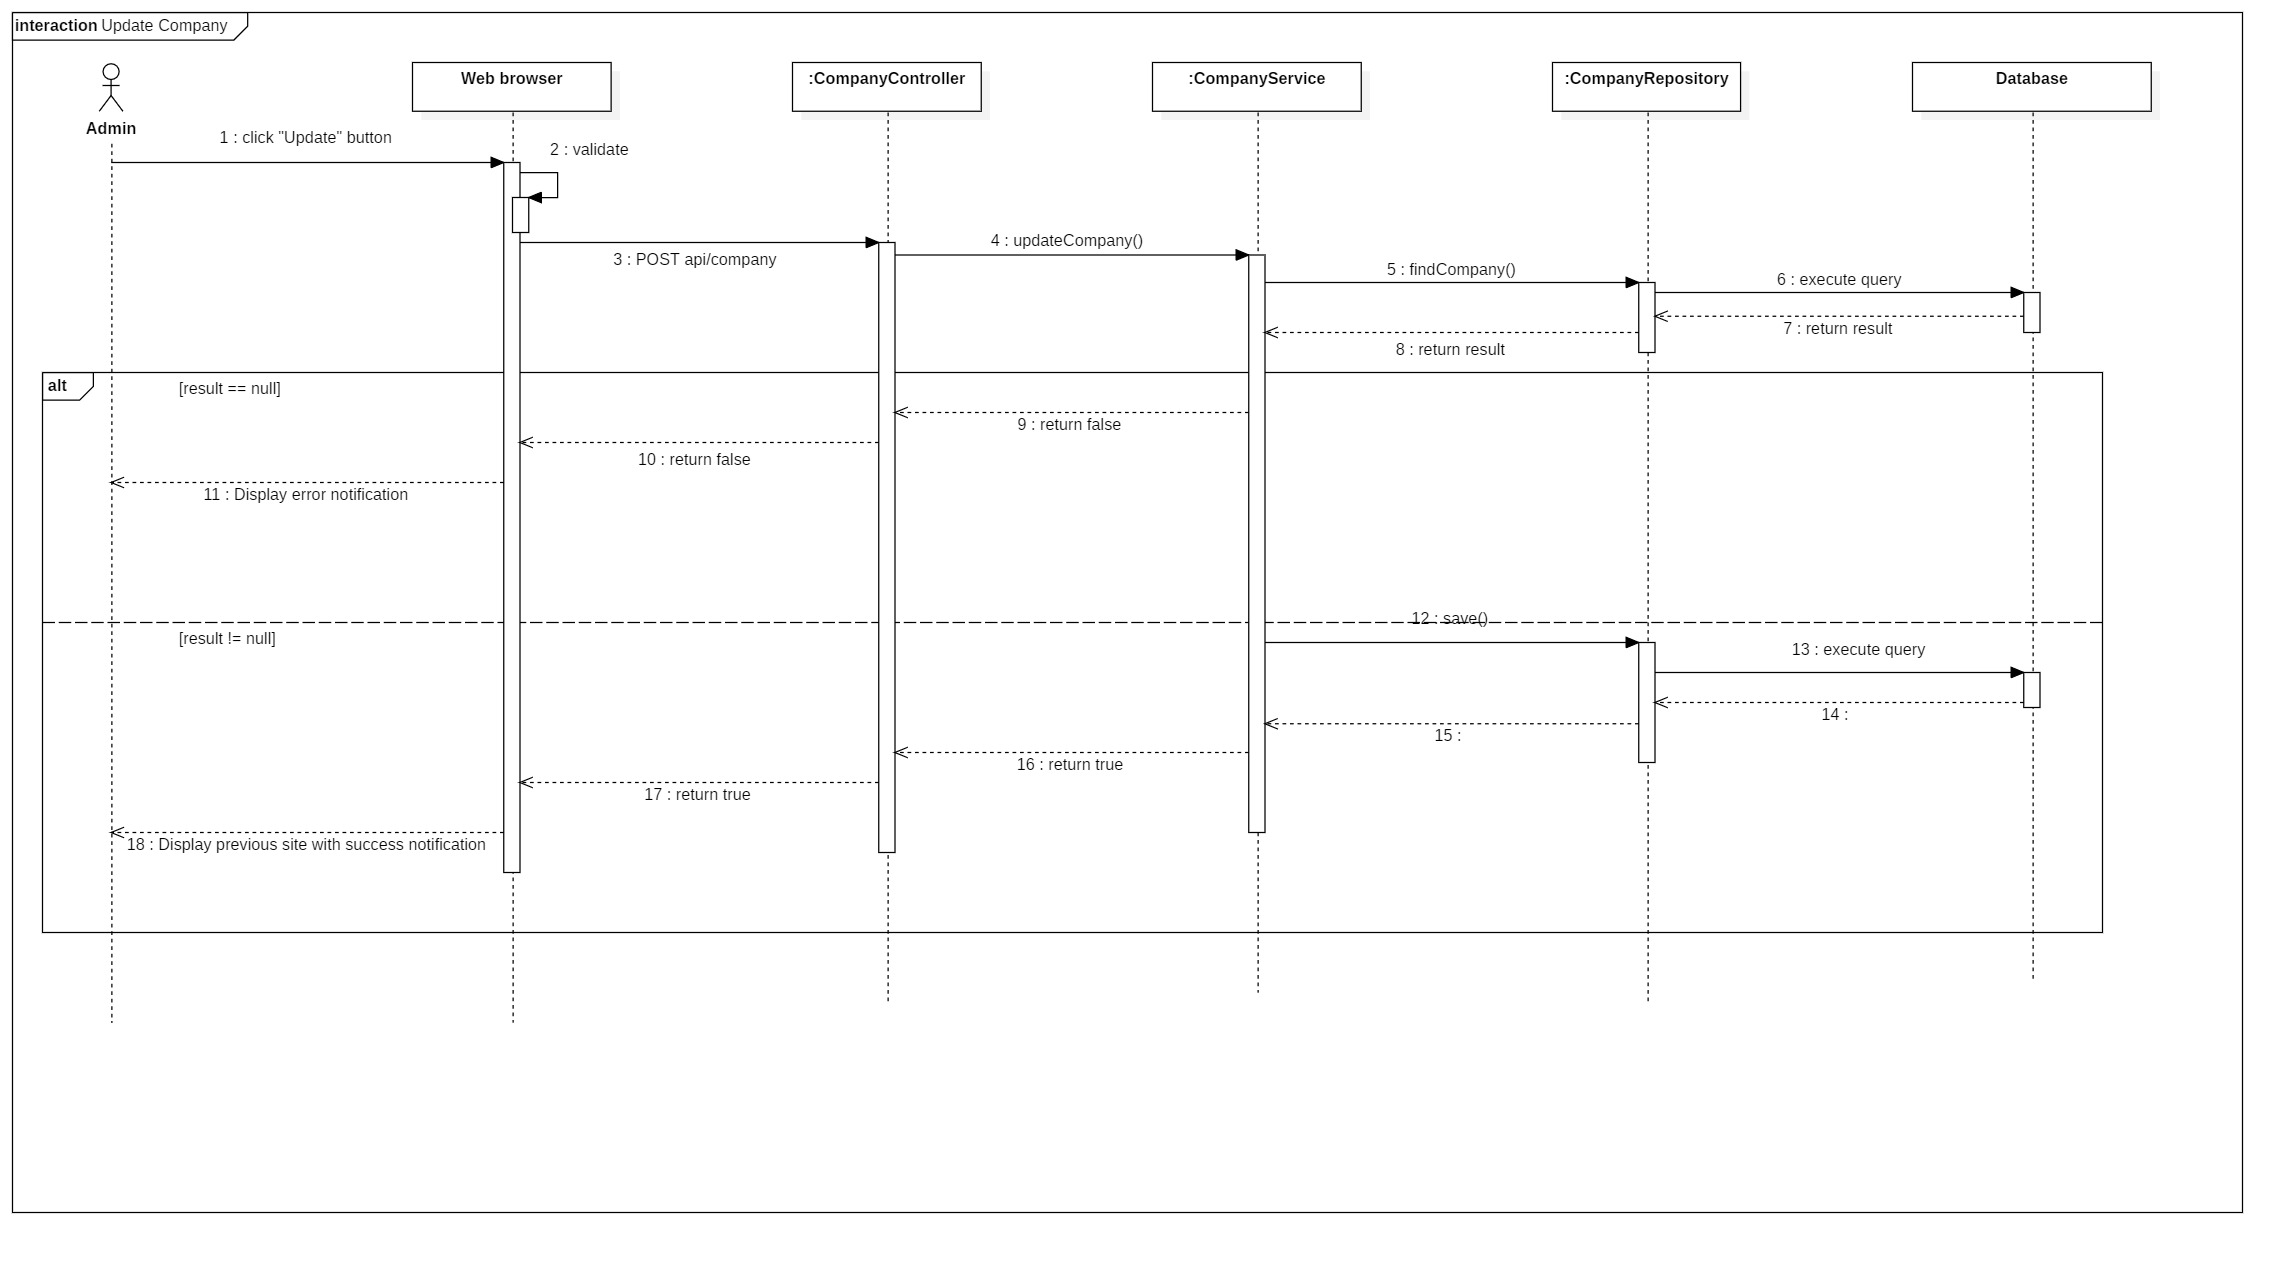 interaction Update Company
Web browser
:CompanyController
:CompanyService
:CompanyRepository
Database
Admin
1 : click "Update" button
2 : validate
3 : POST api/company
4 : updateCompany()
5 : findCompany()
6 : execute query
7 : return result
8 : return result
alt
[result == null]
9 : return false
10 : return false
11 : Display error notification
12 : save()
[result != null]
13 : execute query
14 :
15 :
16 : return true
17 : return true
18 : Display previous site with success notification